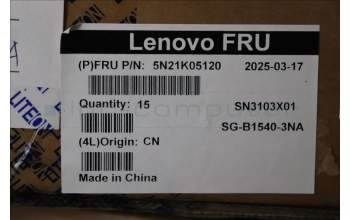 Lenovo FRU
(P)FRU P/N: 5N21K05120 2025-03-17
Quantity: 15 SN3103X01
SG-B1540-3NA
(4L)Origin: CN
Made in China
LITEON